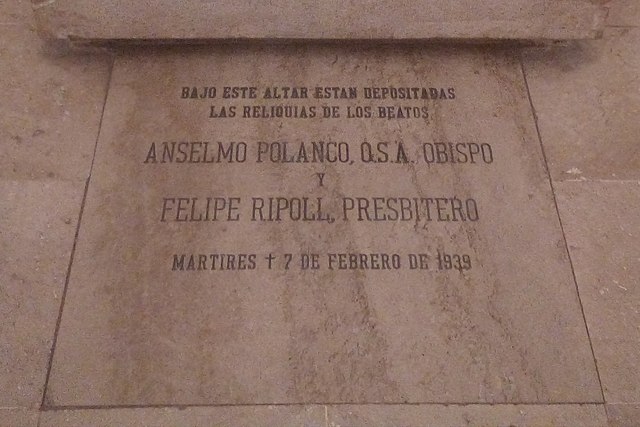 BAJO ESTE ALTAR ESTAN DEPOSITADAS
LAS RELIQUIAS DE LOS BEATOS
ANSELMO POLANCO, O.S.A., OBISPO
Y
FELIPE RIPOLL, PRESBITERO
MARTIRES † 7 DE FEBRERO DE 1939